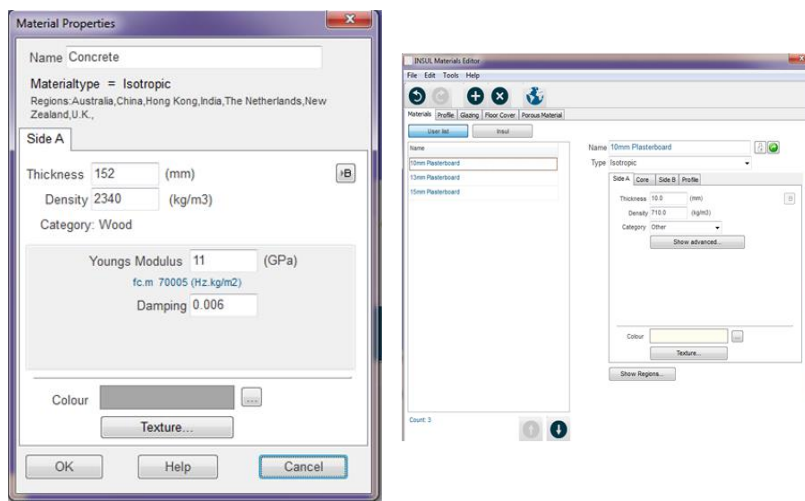 Material Properties
Name Concrete
Materialtype = Isotropic
Regions:Australia,China,Hong Kong,India,The Netherlands,New
Zealand,U.K.,
Side A
Thickness 152 (mm)
B
Density 2340 (kg/m3)
Category: Wood
Youngs Modulus 11 (GPa)
fc.m 70005 (Hz.kg/m2)
Damping 0.006
Colour ...
Texture...
OK Help Cancel
INSUL Materials Editor
File Edit Tools Help
Materials Profile Glazing Floor Cover Porous Material
User list Insul
Name
10mm Plasterboard
13mm Plasterboard
15mm Plasterboard
Count: 3
Name 10mm Plasterboard
Type Isotropic
Side A Core Side B Profile
Thickness 10.0 (mm)
Density 710.0 (kg/m3)
Category Other
Show advanced...
Colour ...
Texture...
Show Regions...